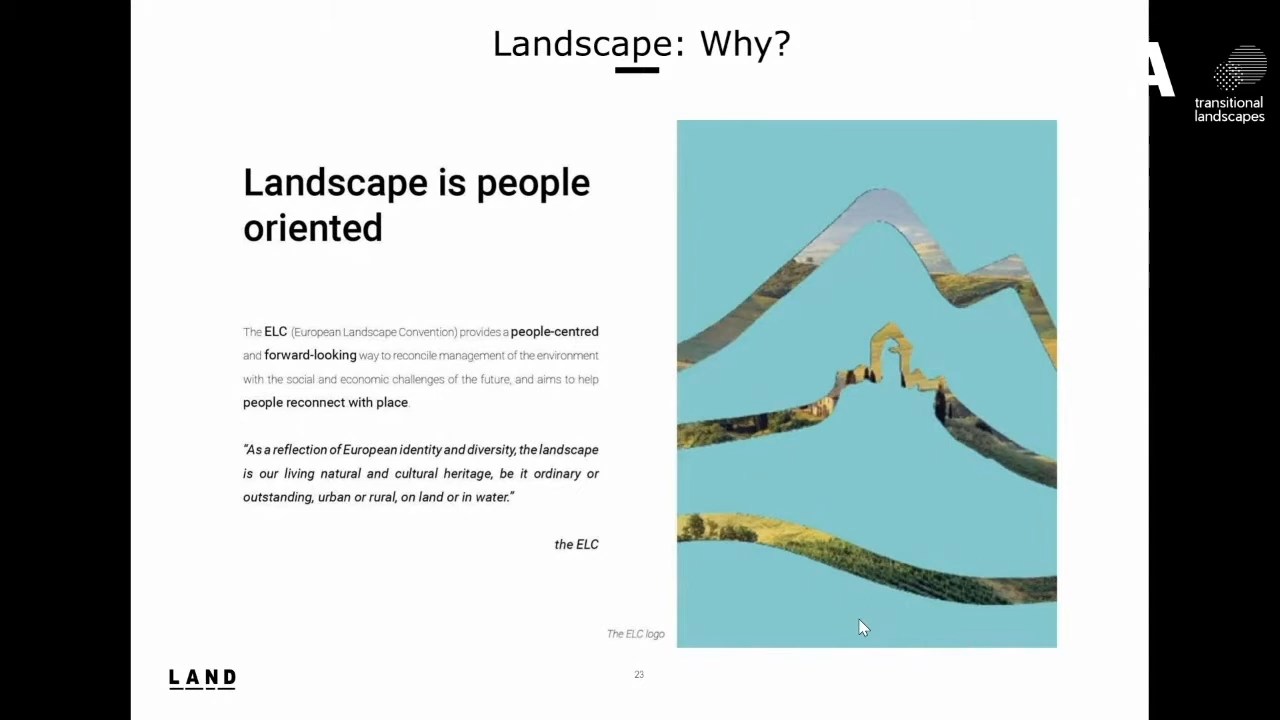 Landscape: Why?
A
transitional
landscapes
Landscape is people
oriented
The ELC (European Landscape Convention) provides a people-centred
and forward-looking way to reconcile management of the environment
with the social and economic challenges of the future, and aims to help
people reconnect with place.
“As a reflection of European identity and diversity, the landscape
is our living natural and cultural heritage, be it ordinary or
outstanding, urban or rural, on land or in water.”
the ELC
The ELC logo
LAND
23